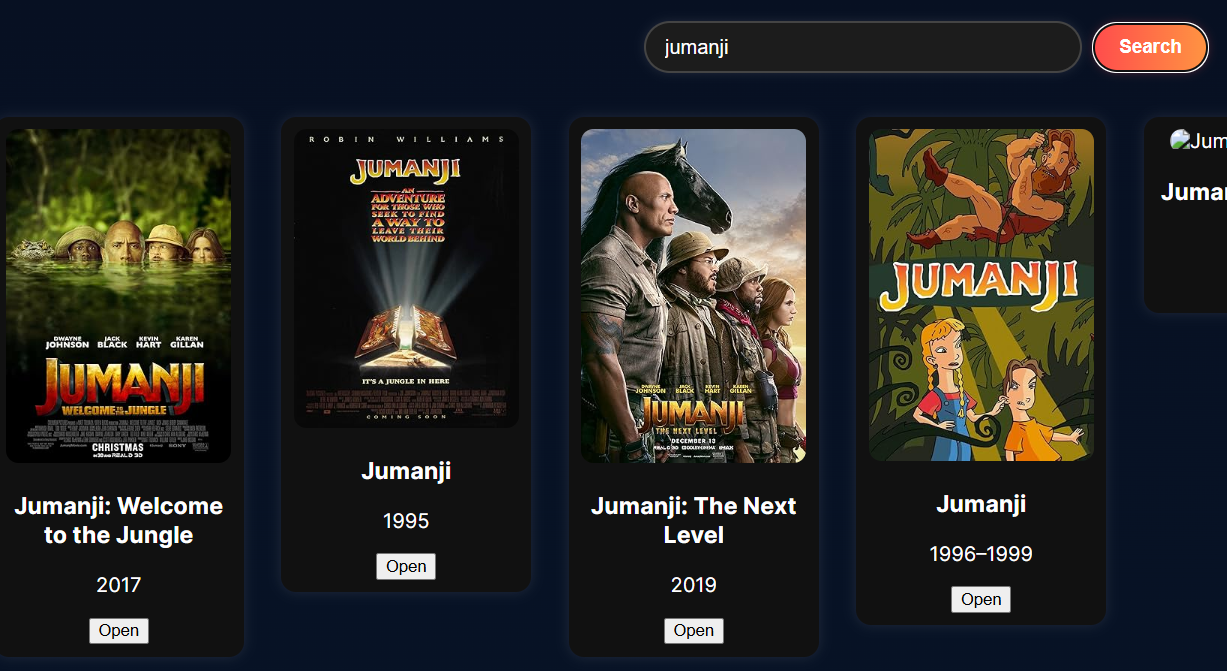 jumanji
Search
DWAYNE JOHNSON JACK BLACK KEVIN HART KAREN GILLAN
JUMANJI
WELCOME TO THE JUNGLE
CHRISTMAS
Jumanji: Welcome
to the Jungle
2017
Open
ROBIN WILLIAMS
JUMANJI
AN
ADVENTURE
FOR THOSE WHO
SEEK TO FIND
A WAY TO
LEAVE THEIR
WORLD BEHIND
IT'S A JUNGLE IN HERE
COMING SOON
Jumanji
1995
Open
DWAYNE JOHNSON JACK BLACK KEVIN HART KAREN GILLAN
JUMANJI
THE NEXT LEVEL
DECEMBER 13
Jumanji: The Next
Level
2019
Open
JUMANJI
Jumanji
1996–1999
Open
Jum
Juman